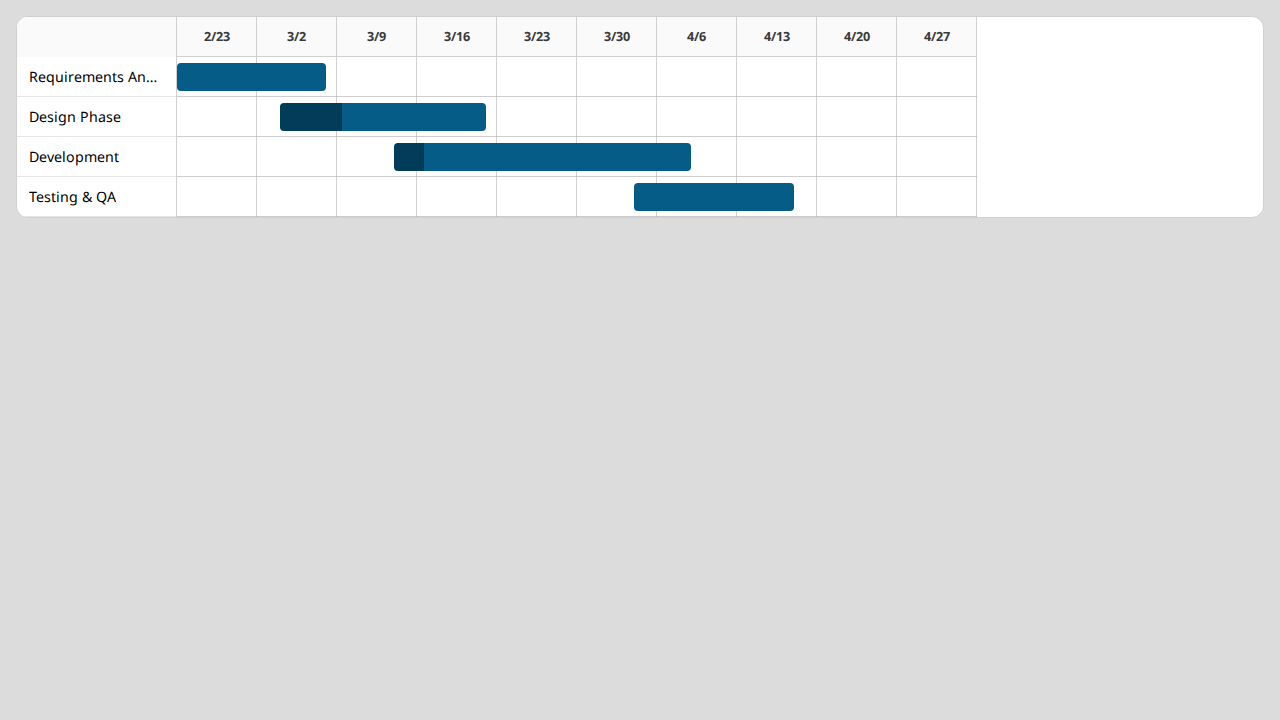 2/23 3/2 3/9 3/16 3/23 3/30 4/6 4/13 4/20 4/27
Requirements An...
Design Phase
Development
Testing & QA